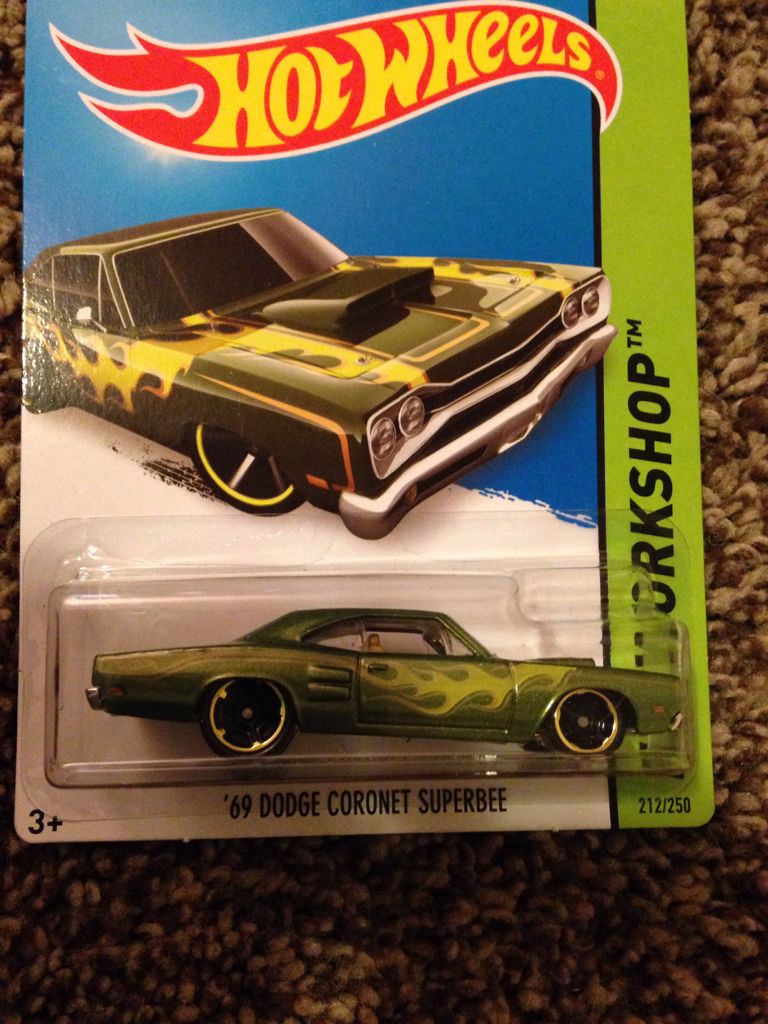 HOT WHEELS®
ORKSHOP™
'69 DODGE CORONET SUPERBEE
3+
212/250